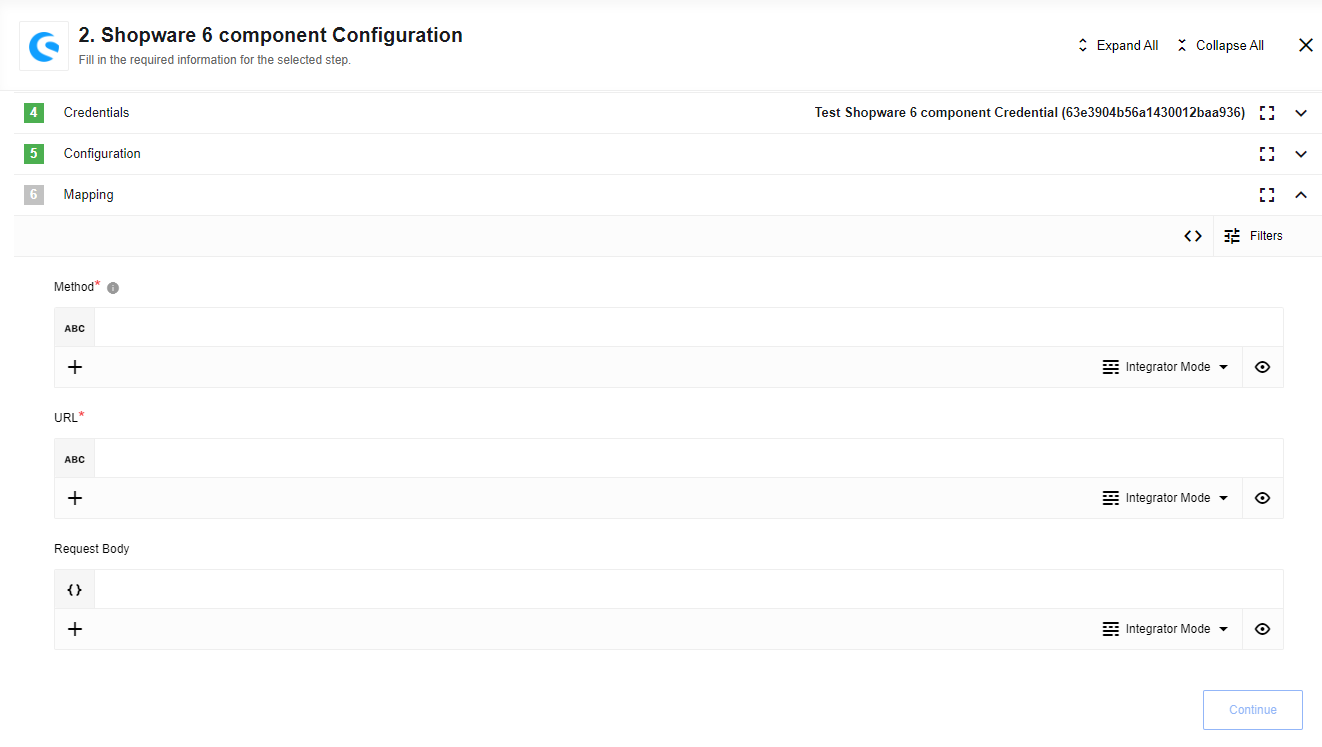 2. Shopware 6 component Configuration
Fill in the required information for the selected step.
Expand All
Collapse All
4 Credentials Test Shopware 6 component Credential (63e3904b56a1430012baa936)
5 Configuration
6 Mapping
Filters
Method*
ABC
Integrator Mode
URL*
ABC
Integrator Mode
Request Body
{}
Integrator Mode
Continue